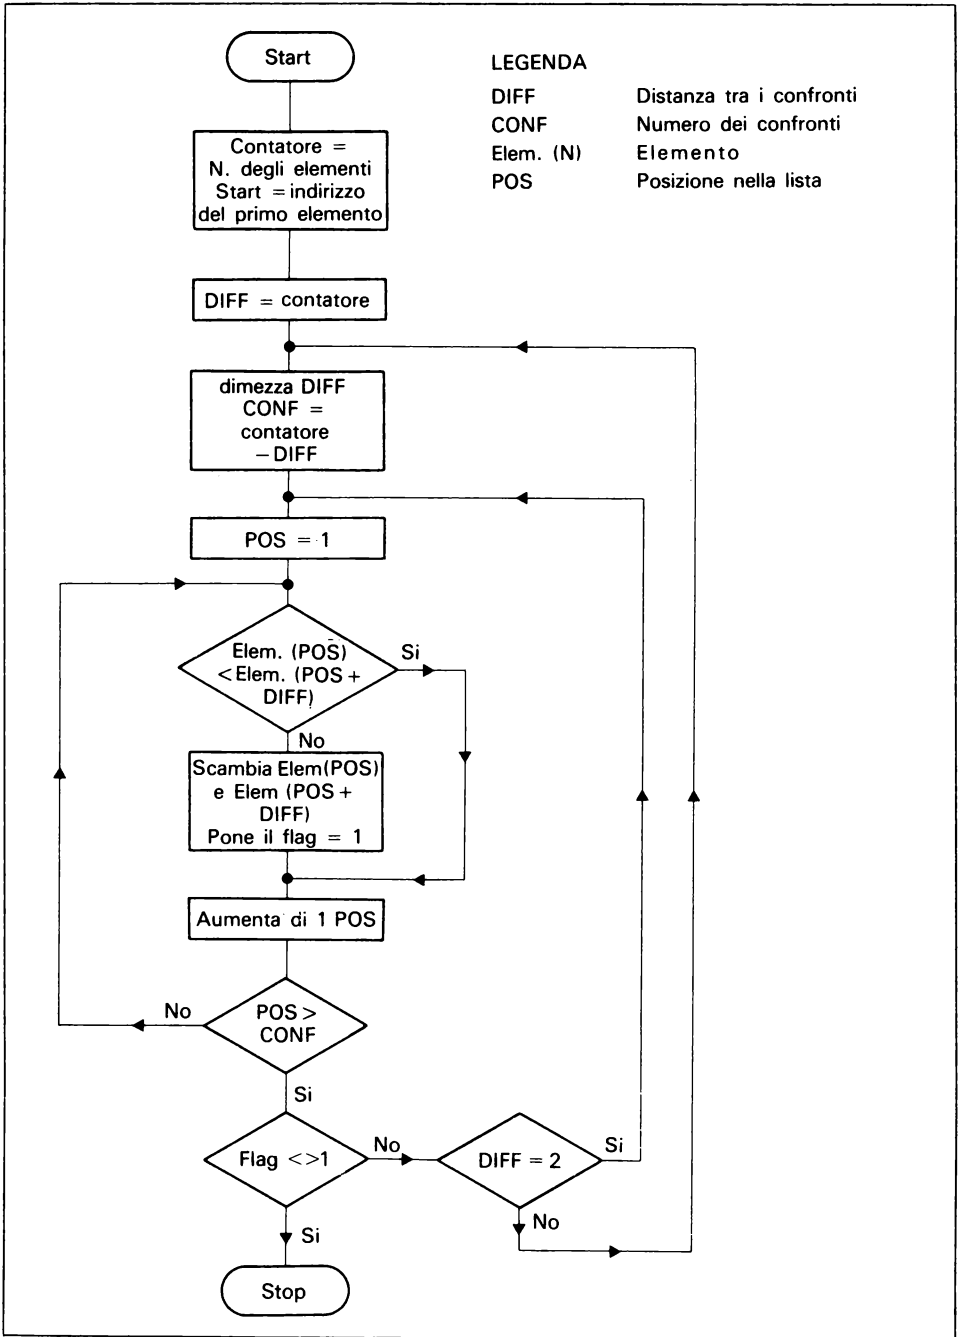 Start
LEGENDA
DIFF Distanza tra i confronti
CONF Numero dei confronti
Elem. (N) Elemento
POS Posizione nella lista
Contatore =
N. degli elementi
Start = indirizzo
del primo elemento
DIFF = contatore
dimezza DIFF
CONF =
contatore
– DIFF
POS = 1
Elem. (POS)
< Elem. (POS +
DIFF)
Si
No
Scambia Elem(POS)
e Elem (POS +
DIFF)
Pone il flag = 1
Aumenta di 1 POS
POS >
CONF
No
Si
Flag <>1
No
DIFF = 2
Si
No
Si
Stop